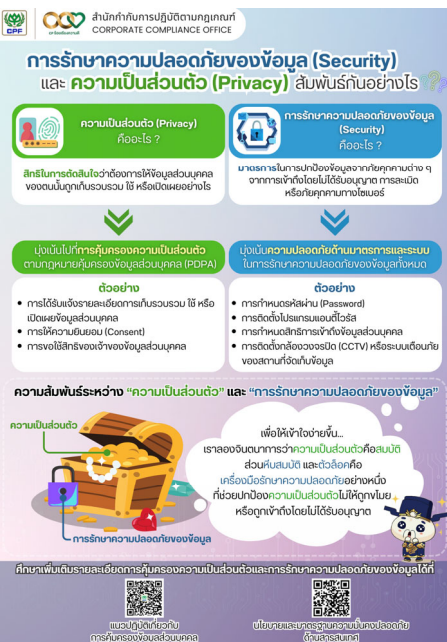 CPF
สำนักกำกับการปฏิบัติตามกฎเกณฑ์
CORPORATE COMPLIANCE OFFICE
การรักษาความปลอดภัยของข้อมูล (Security)
และ ความเป็นส่วนตัว (Privacy) สัมพันธ์กันอย่างไร
ความเป็นส่วนตัว (Privacy)
คืออะไร ?
สิทธิในการตัดสินใจว่าต้องการให้ข้อมูลส่วนบุคคล
ของตนนั้นถูกเก็บรวบรวม ใช้ หรือเปิดเผยอย่างไร
มุ่งเน้นไปที่การคุ้มครองความเป็นส่วนตัว
ตามกฎหมายคุ้มครองข้อมูลส่วนบุคคล (PDPA)
ตัวอย่าง
• การได้รับแจ้งรายละเอียดการเก็บรวบรวม ใช้ หรือ
เปิดเผยข้อมูลส่วนบุคคล
• การให้ความยินยอม (Consent)
• การขอใช้สิทธิของเจ้าของข้อมูลส่วนบุคคล
การรักษาความปลอดภัยของข้อมูล
(Security)
คืออะไร ?
มาตรการในการปกป้องข้อมูลจากภัยคุกคามต่าง ๆ
จากการเข้าถึงโดยไม่ได้รับอนุญาต การละเมิด
หรือภัยคุกคามทางไซเบอร์
มุ่งเน้นความปลอดภัยด้านมาตรการและระบบ
ในการรักษาความปลอดภัยของข้อมูลทั้งหมด
ตัวอย่าง
• การกำหนดรหัสผ่าน (Password)
• การติดตั้งโปรแกรมแอนตี้ไวรัส
• การกำหนดสิทธิการเข้าถึงข้อมูลส่วนบุคคล
• การติดตั้งกล้องวงจรปิด (CCTV) หรือระบบเตือนภัย
ของสถานที่จัดเก็บข้อมูล
ความสัมพันธ์ระหว่าง “ความเป็นส่วนตัว” และ “การรักษาความปลอดภัยของข้อมูล”
ความเป็นส่วนตัว
การรักษาความปลอดภัยของข้อมูล
เพื่อให้เข้าใจง่ายขึ้น...
เราลองจินตนาการว่าความเป็นส่วนตัวคือสมบัติ
ส่วนหีบสมบัติ และตัวล็อคคือ
เครื่องมือรักษาความปลอดภัยอย่างหนึ่ง
ที่ช่วยปกป้องความเป็นส่วนตัวไม่ให้ถูกขโมย
หรือถูกเข้าถึงโดยไม่ได้รับอนุญาต
ศึกษาเพิ่มเติมรายละเอียดการคุ้มครองความเป็นส่วนตัวและการรักษาความปลอดภัยของข้อมูลได้ที่
แนวปฏิบัติเกี่ยวกับ
การคุ้มครองข้อมูลส่วนบุคคล
นโยบายและมาตรฐานความมั่นคงปลอดภัย
ด้านสารสนเทศ